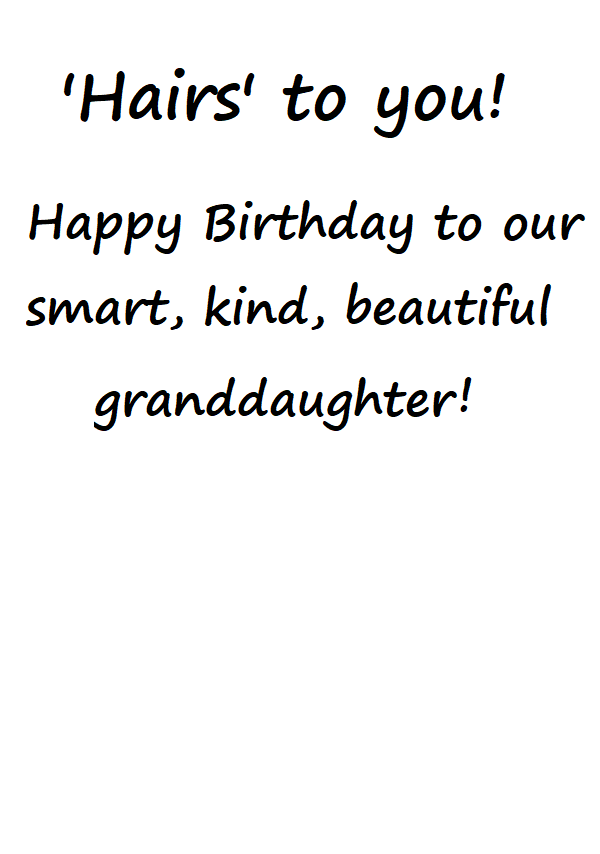 'Hairs' to you!
Happy Birthday to our
smart, kind, beautiful
granddaughter!